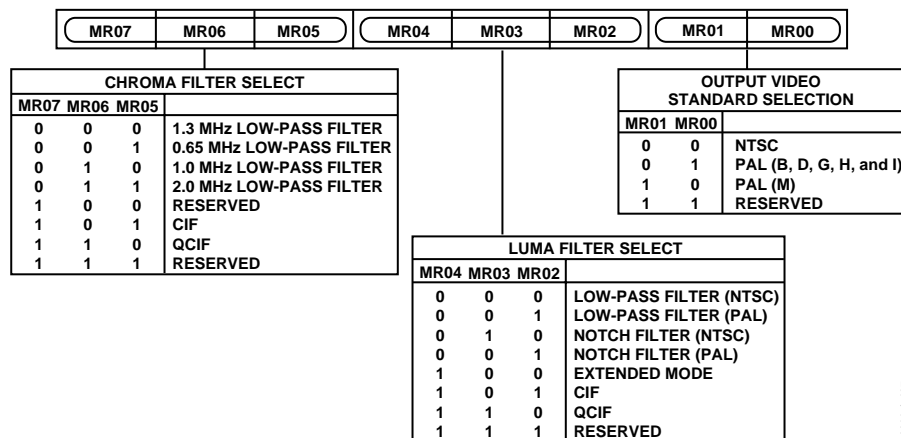 MR07 MR06 MR05 MR04 MR03 MR02 MR01 MR00
CHROMA FILTER SELECT
MR07 MR06 MR05
0 0 0 1.3 MHz LOW-PASS FILTER
0 0 1 0.65 MHz LOW-PASS FILTER
0 1 0 1.0 MHz LOW-PASS FILTER
0 1 1 2.0 MHz LOW-PASS FILTER
1 0 0 RESERVED
1 0 1 CIF
1 1 0 QCIF
1 1 1 RESERVED
OUTPUT VIDEO
STANDARD SELECTION
MR01 MR00
0 0 NTSC
0 1 PAL (B, D, G, H, and I)
1 0 PAL (M)
1 1 RESERVED
LUMA FILTER SELECT
MR04 MR03 MR02
0 0 0 LOW-PASS FILTER (NTSC)
0 0 1 LOW-PASS FILTER (PAL)
0 1 0 NOTCH FILTER (NTSC)
0 0 1 NOTCH FILTER (PAL)
1 0 0 EXTENDED MODE
1 0 1 CIF
1 1 0 QCIF
1 1 1 RESERVED